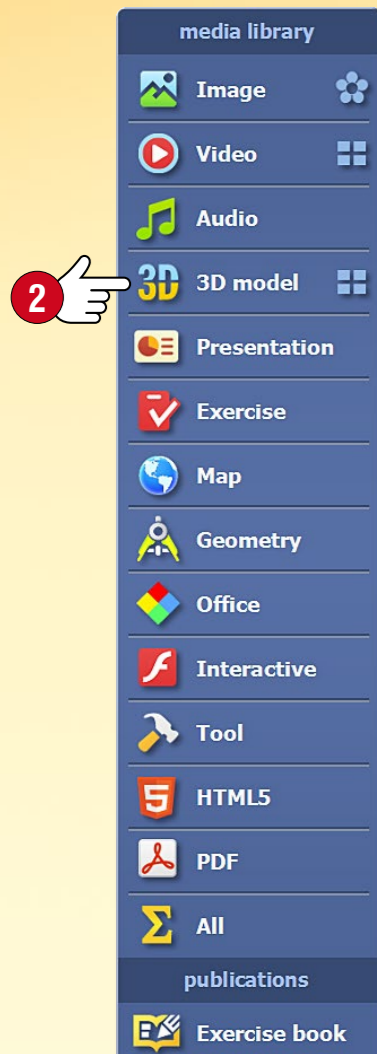 media library
Image
Video
Audio
2
3D 3D model
Presentation
Exercise
Map
Geometry
Office
Interactive
Tool
5 HTML5
PDF
Σ All
publications
Exercise book